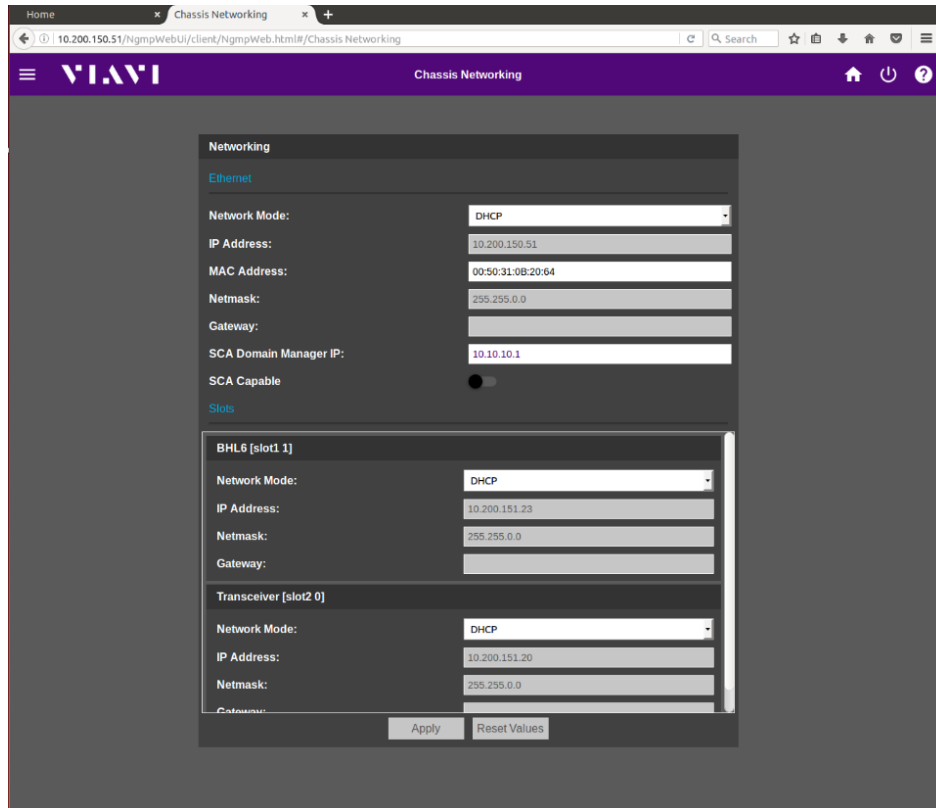 Home
Chassis Networking
10.200.150.51/NgmpWebUi/client/NgmpWeb.html#/Chassis Networking
Search
VIAVI
Chassis Networking
Networking
Ethernet
Network Mode: DHCP
IP Address: 10.200.150.51
MAC Address: 00:50:31:0B:20:64
Netmask: 255.255.0.0
Gateway:
SCA Domain Manager IP: 10.10.10.1
SCA Capable
Slots
BHL6 [slot1 1]
Network Mode: DHCP
IP Address: 10.200.151.23
Netmask: 255.255.0.0
Gateway:
Transceiver [slot2 0]
Network Mode: DHCP
IP Address: 10.200.151.20
Netmask: 255.255.0.0
Gateway:
Apply Reset Values